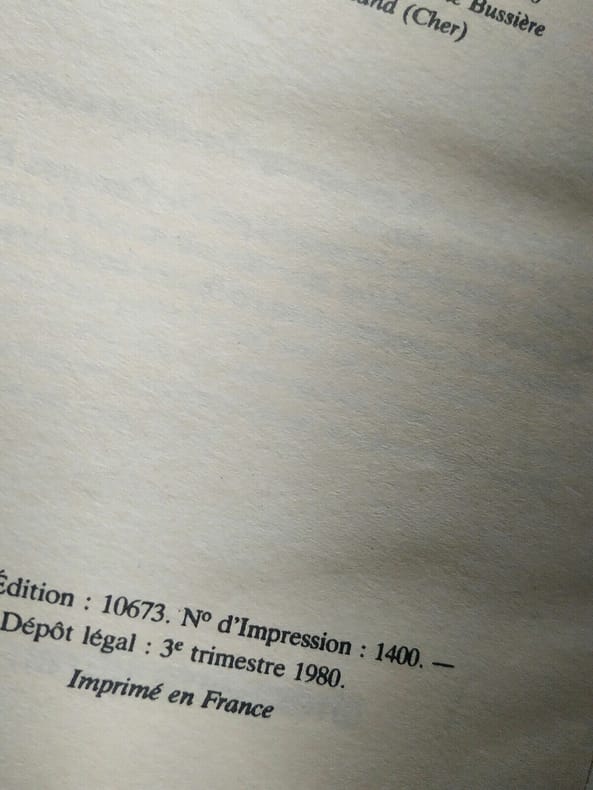 Bussière
(Cher)
Édition : 10673. Nº d'Impression : 1400. —
Dépôt légal : 3e trimestre 1980.
Imprimé en France